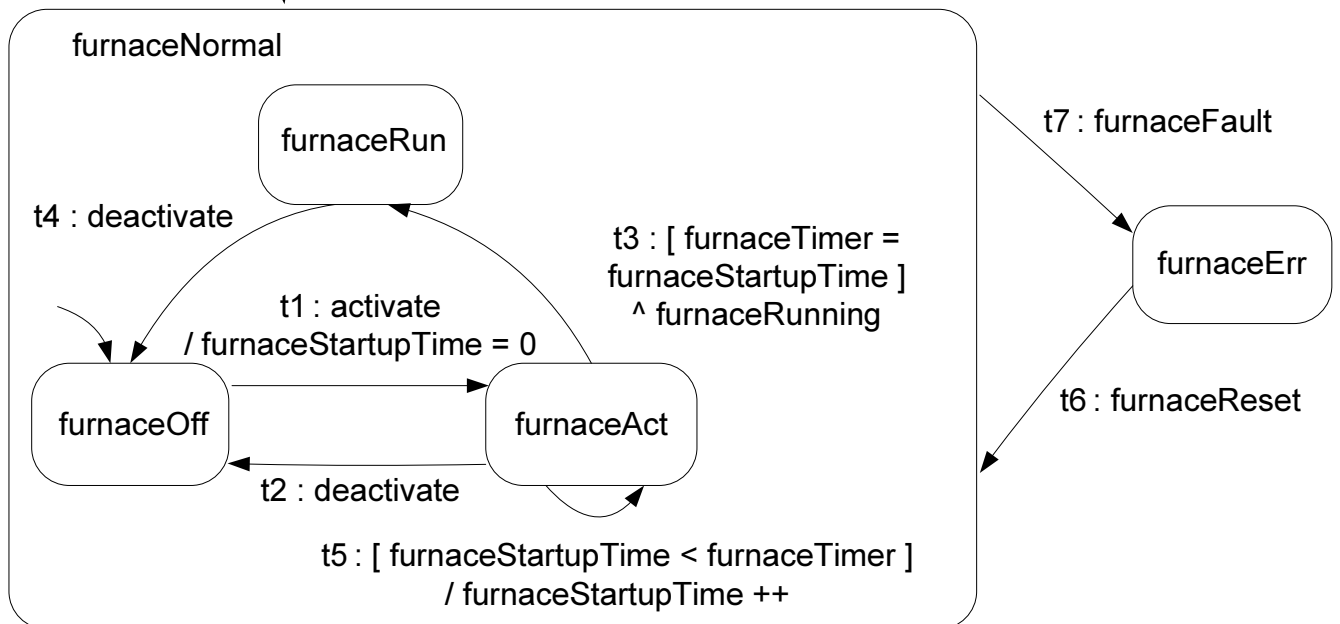 furnaceNormal
furnaceRun
t7 : furnaceFault
t4 : deactivate
t3 : [ furnaceTimer =
furnaceStartupTime ]
^ furnaceRunning
furnaceErr
t1 : activate
/ furnaceStartupTime = 0
t6 : furnaceReset
furnaceOff
furnaceAct
t2 : deactivate
t5 : [ furnaceStartupTime < furnaceTimer ]
/ furnaceStartupTime ++